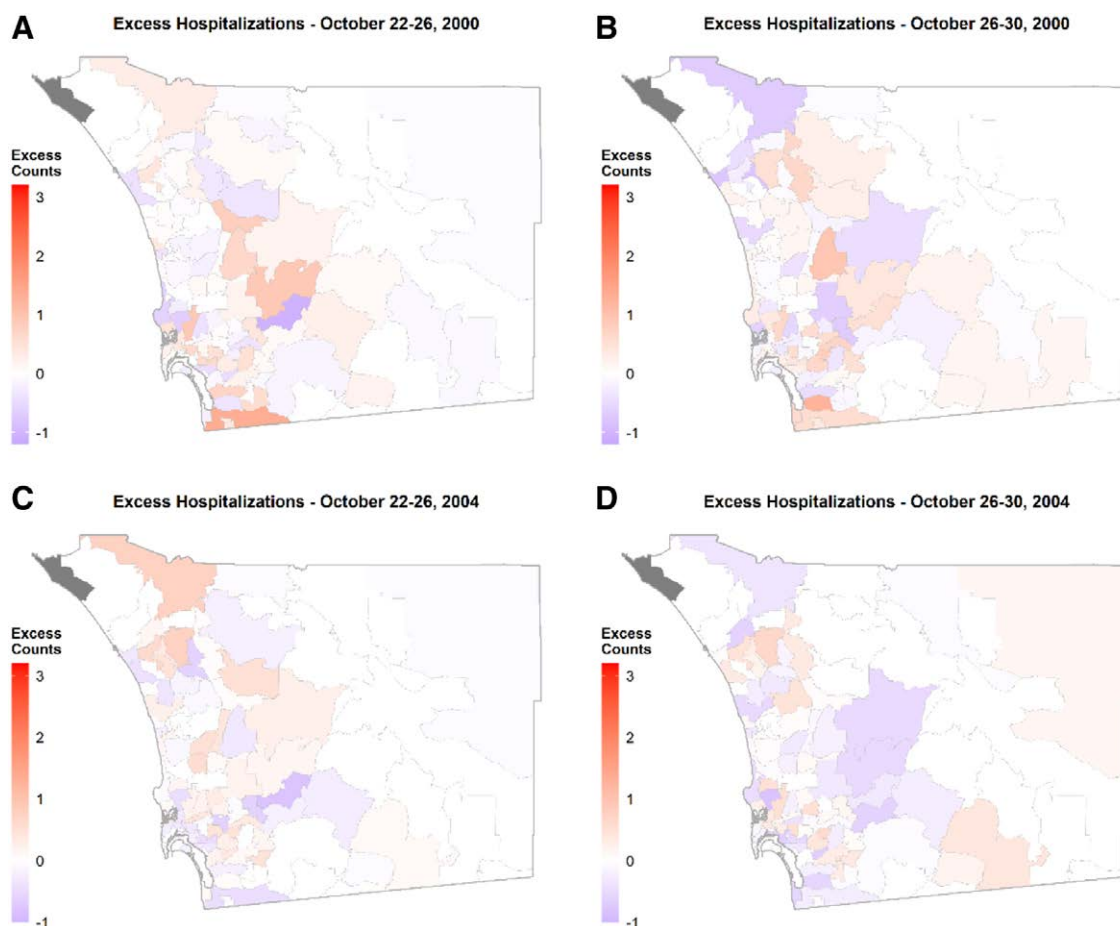 A
Excess Hospitalizations - October 22-26, 2000
Excess
Counts
3
2
1
0
-1
B
Excess Hospitalizations - October 26-30, 2000
Excess
Counts
3
2
1
0
-1
C
Excess Hospitalizations - October 22-26, 2004
Excess
Counts
3
2
1
0
-1
D
Excess Hospitalizations - October 26-30, 2004
Excess
Counts
3
2
1
0
-1